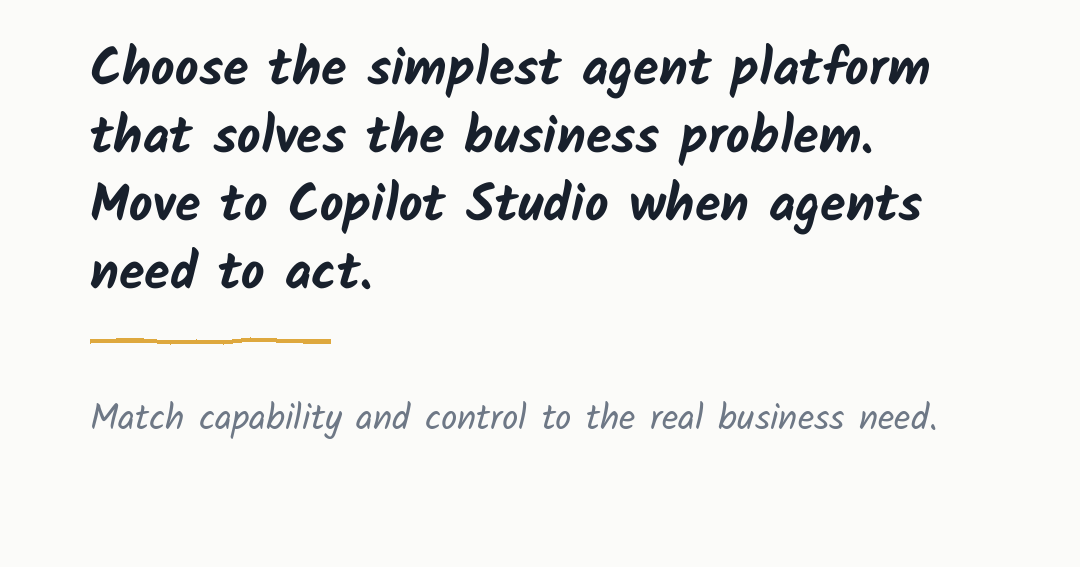 Choose the simplest agent platform
that solves the business problem.
Move to Copilot Studio when agents
need to act.
Match capability and control to the real business need.